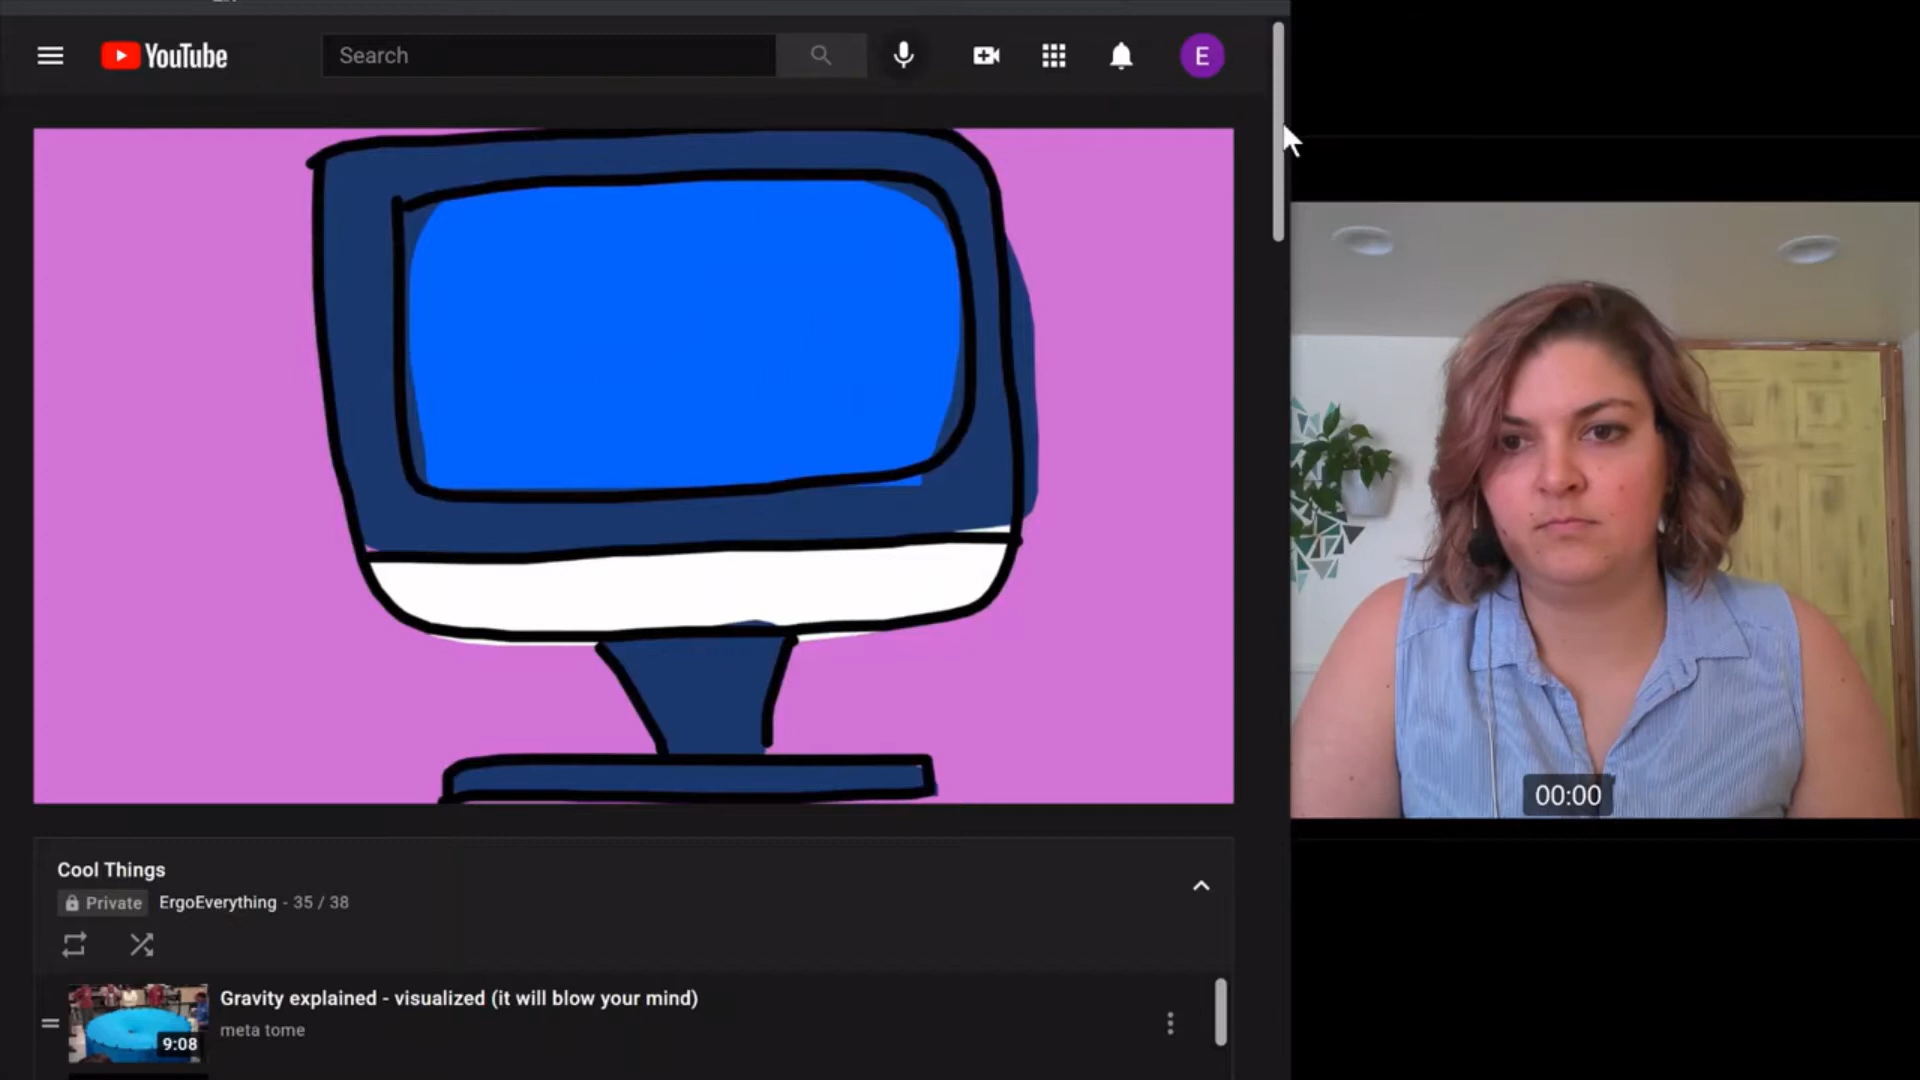 YouTube
Search
E
00:00
Cool Things
Private ErgoEverything - 35 / 38
Gravity explained - visualized (it will blow your mind)
meta tome
9:08